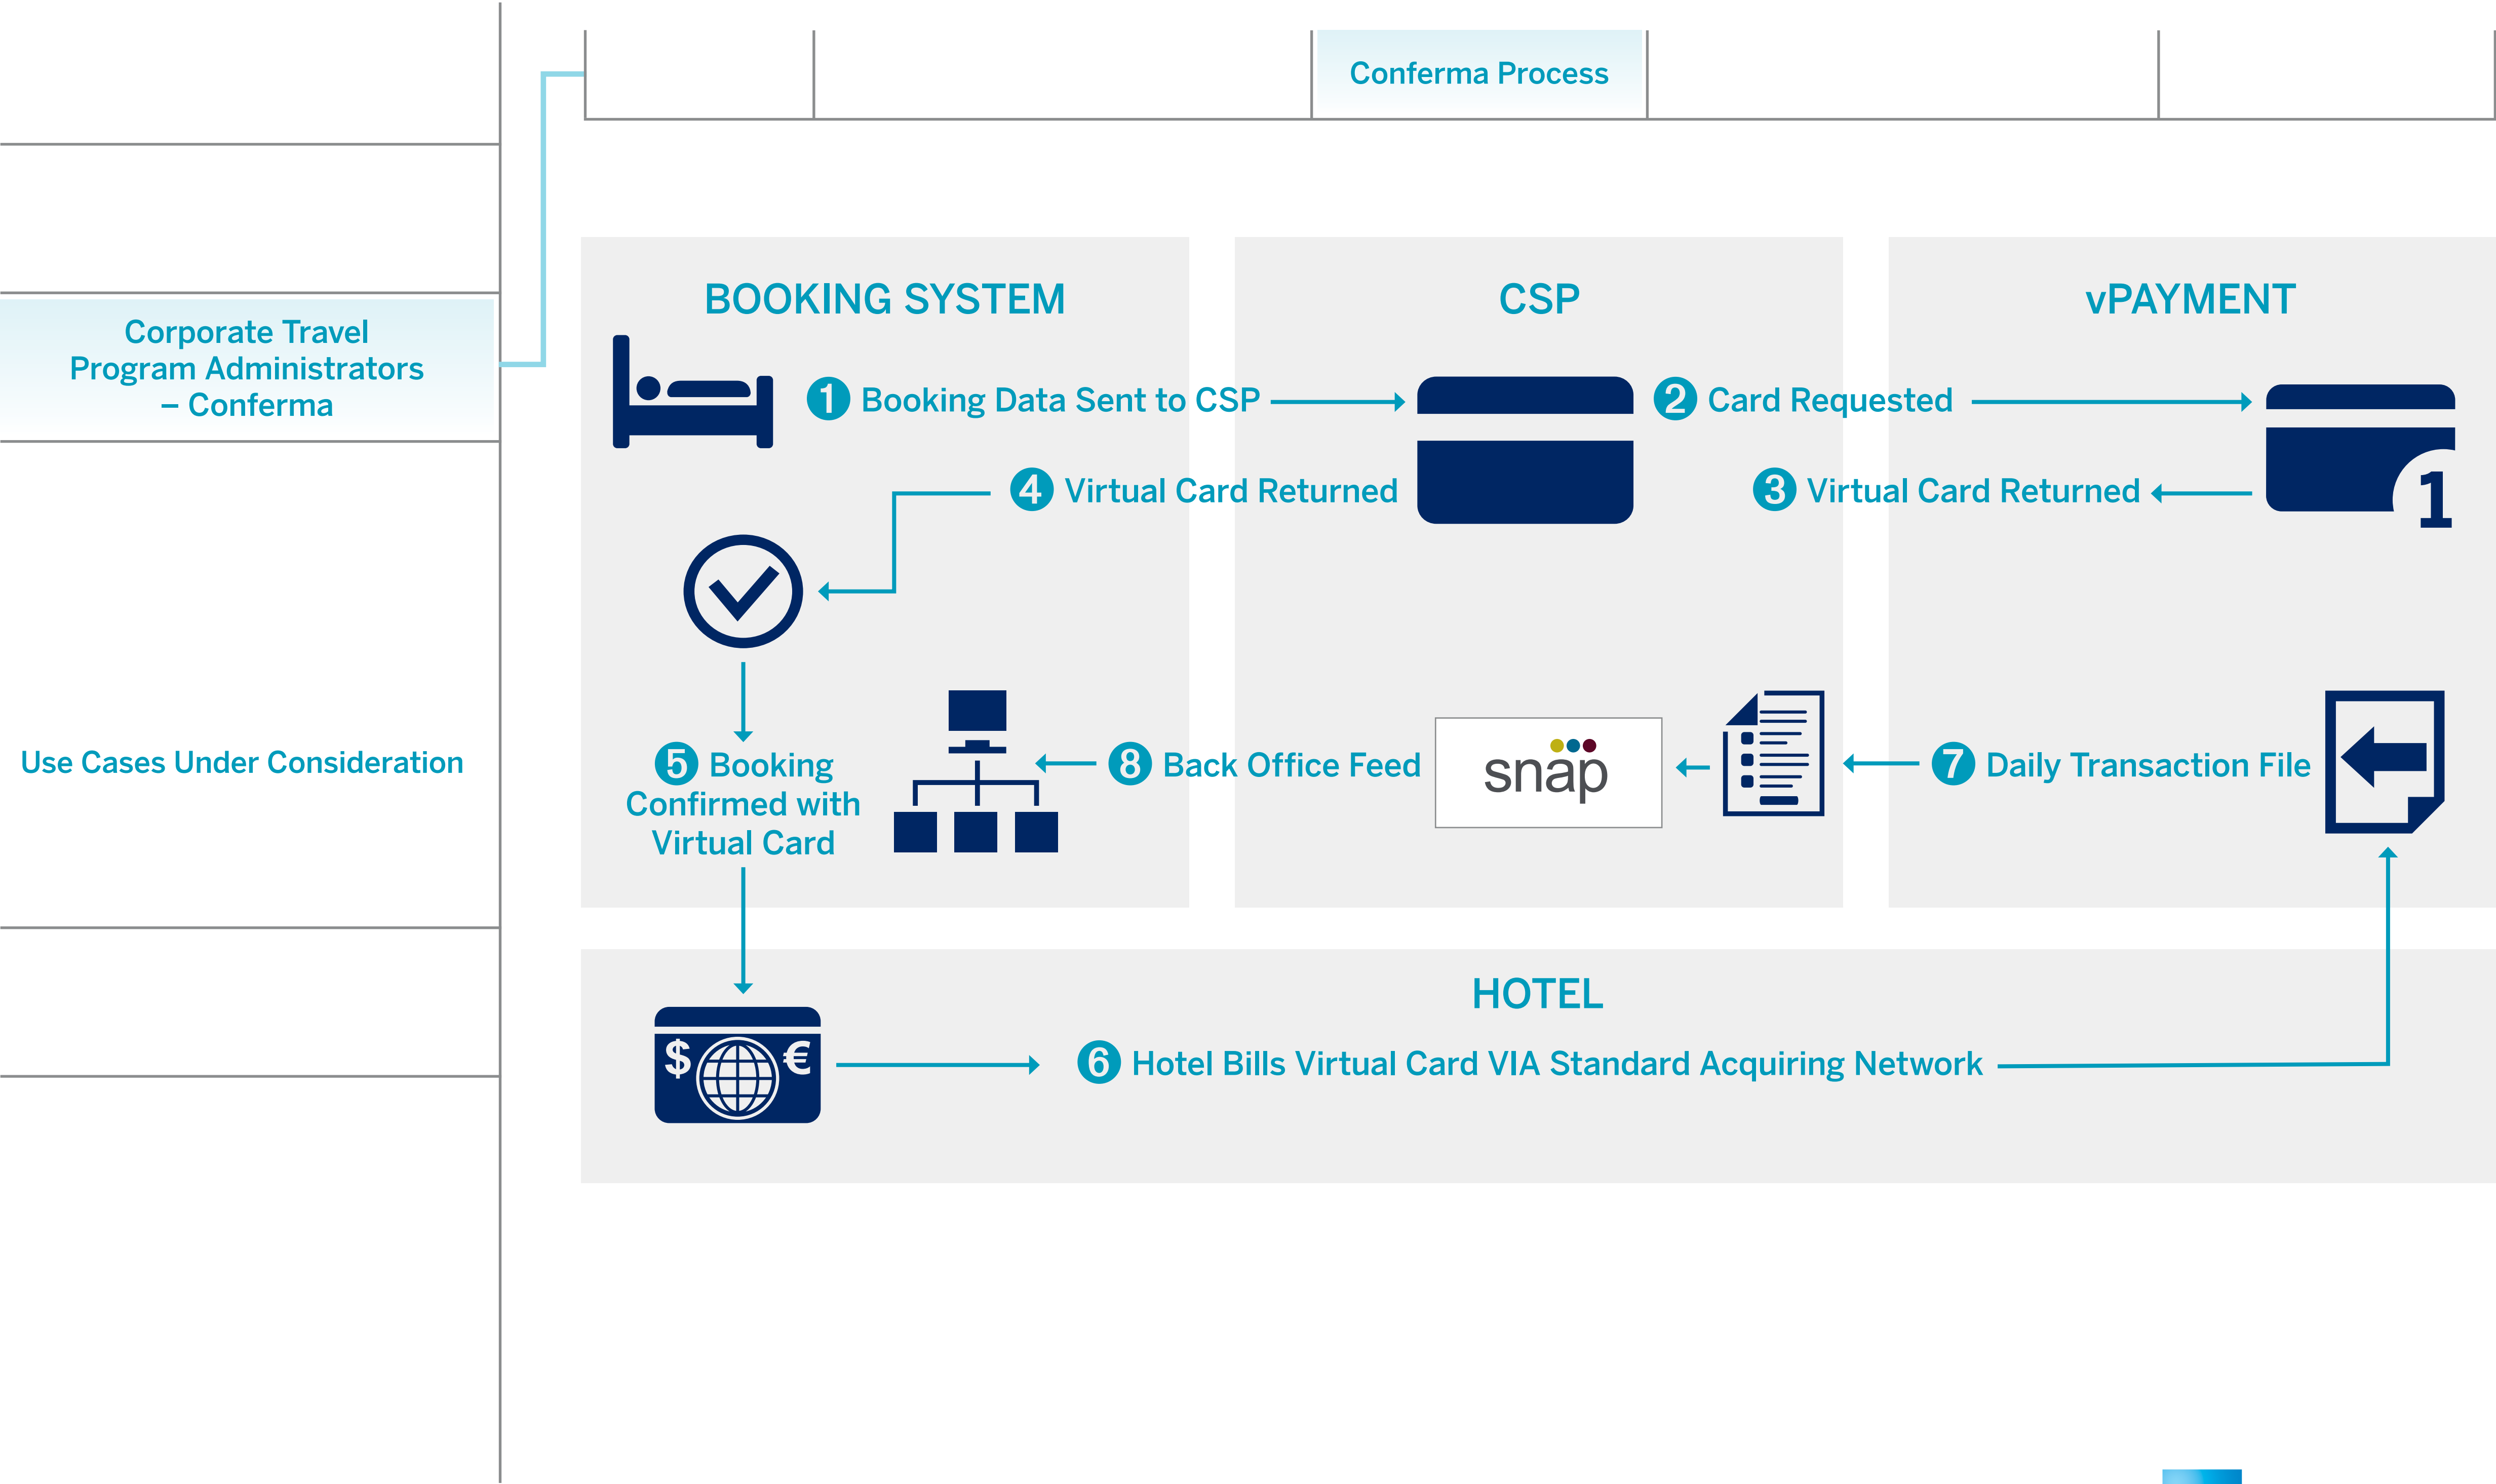 Conferma Process
Corporate Travel
Program Administrators
– Conferma
Use Cases Under Consideration
BOOKING SYSTEM
CSP
vPAYMENT
1 Booking Data Sent to CSP
2 Card Requested
4 Virtual Card Returned
3 Virtual Card Returned
1
5 Booking
Confirmed with
Virtual Card
8 Back Office Feed
snap
7 Daily Transaction File
HOTEL
$ €
6 Hotel Bills Virtual Card VIA Standard Acquiring Network